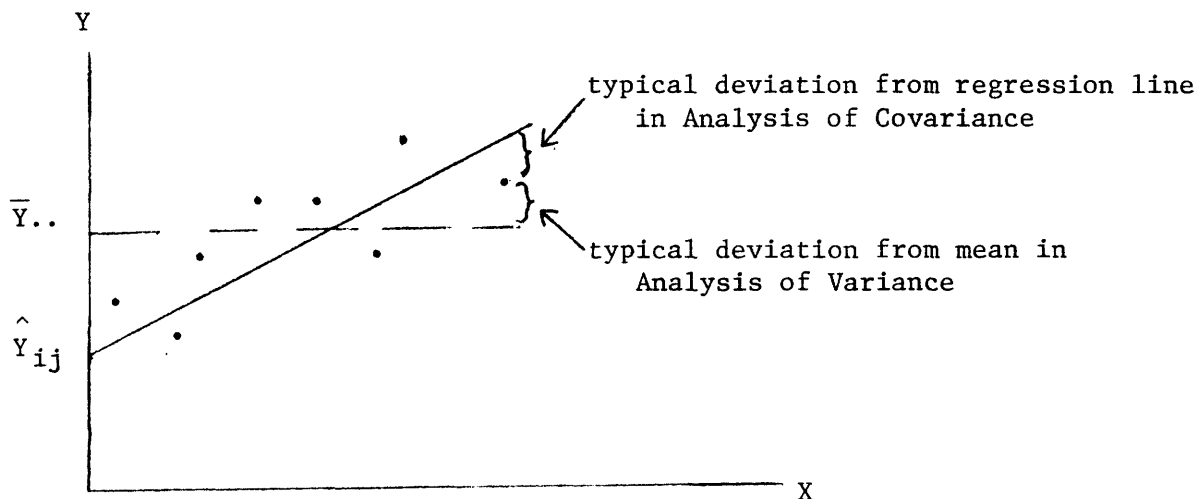 Y
typical deviation from regression line
in Analysis of Covariance
Ȳ..
typical deviation from mean in
Analysis of Variance
Ŷij
X